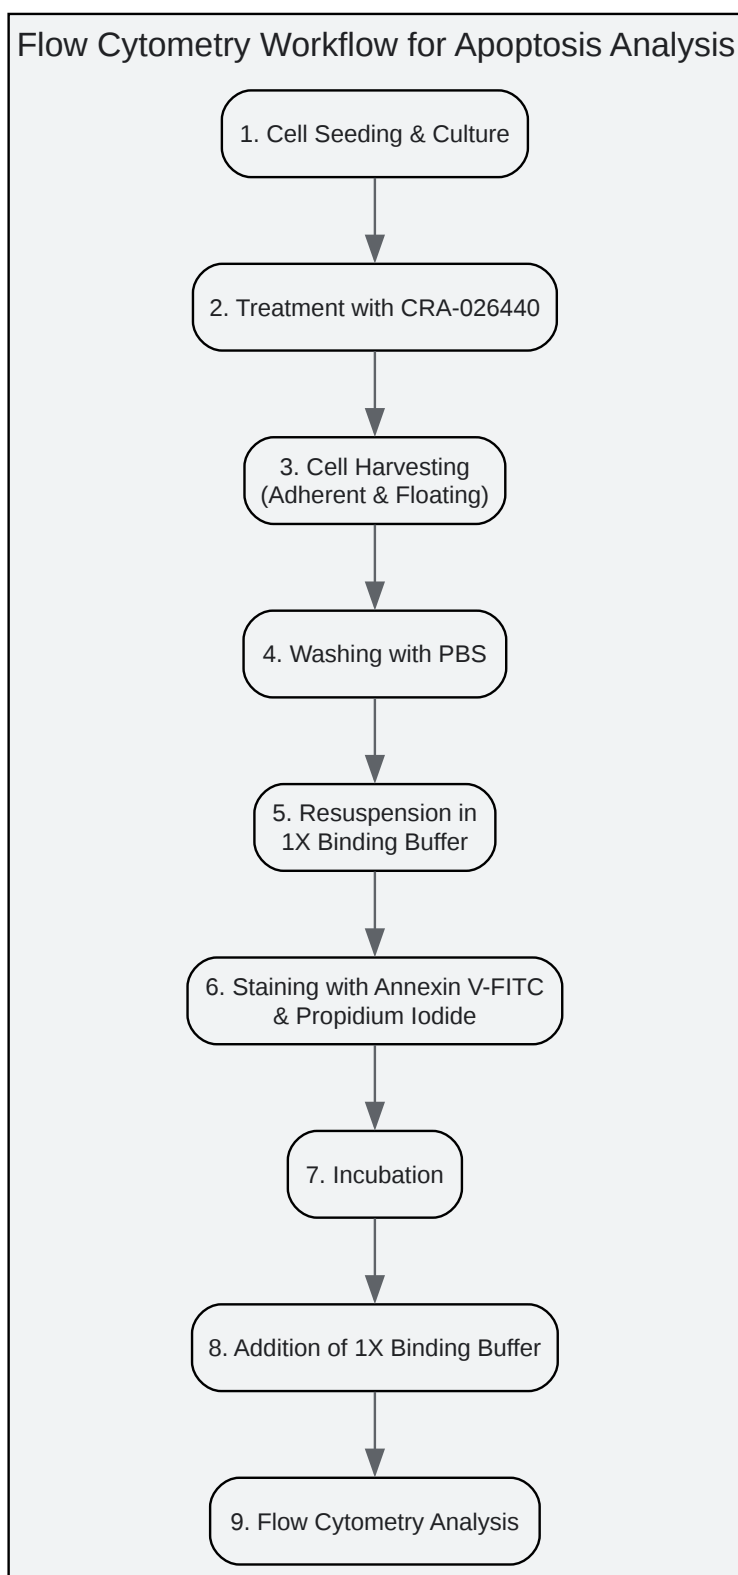 Flow Cytometry Workflow for Apoptosis Analysis
1. Cell Seeding & Culture
2. Treatment with CRA-026440
3. Cell Harvesting
(Adherent & Floating)
4. Washing with PBS
5. Resuspension in
1X Binding Buffer
6. Staining with Annexin V-FITC
& Propidium Iodide
7. Incubation
8. Addition of 1X Binding Buffer
9. Flow Cytometry Analysis